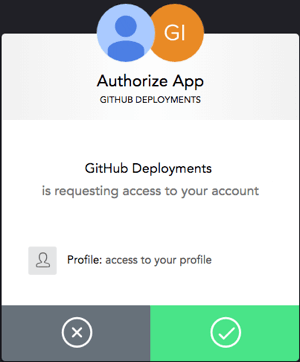 GI
Authorize App
GITHUB DEPLOYMENTS
GitHub Deployments
is requesting access to your account
Profile: access to your profile